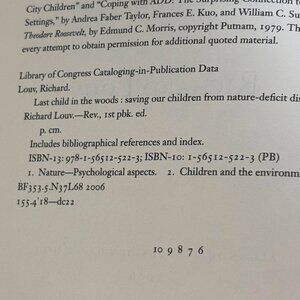 City Children" and "Coping with ADD: The Surprising Connection to
Settings," by Andrea Faber Taylor, Frances E. Kuo, and William C. Su
Theodore Roosevelt, by Edmund C. Morris, copyright Putnam, 1979. Th
every attempt to obtain permission for additional quoted material.
Library of Congress Cataloging-in-Publication Data
Louv, Richard.
Last child in the woods : saving our children from nature-deficit dis
Richard Louv.—Rev., 1st pbk. ed.
p. cm.
Includes bibliographical references and index.
ISBN-13: 978-1-56512-522-3; ISBN-10: 1-56512-522-3 (PB)
1. Nature—Psychological aspects. 2. Children and the environm
BF353.5.N37L68 2006
155.4'18—dc22
10 9 8 7 6